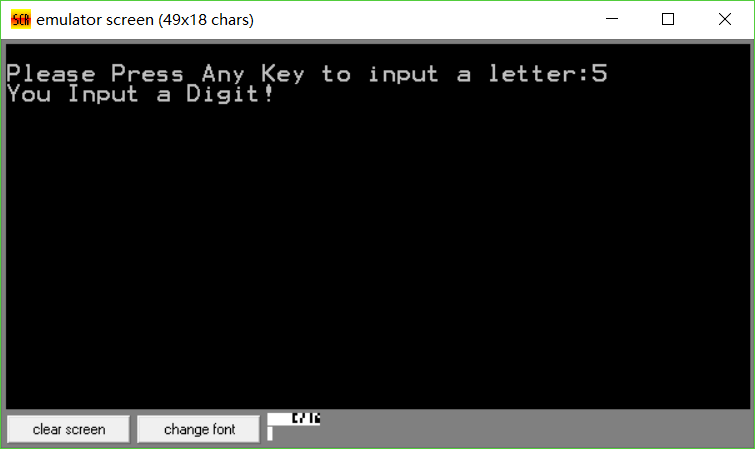 emulator screen (49x18 chars)
Please Press Any Key to input a letter:5
You Input a Digit!
clear screen
change font